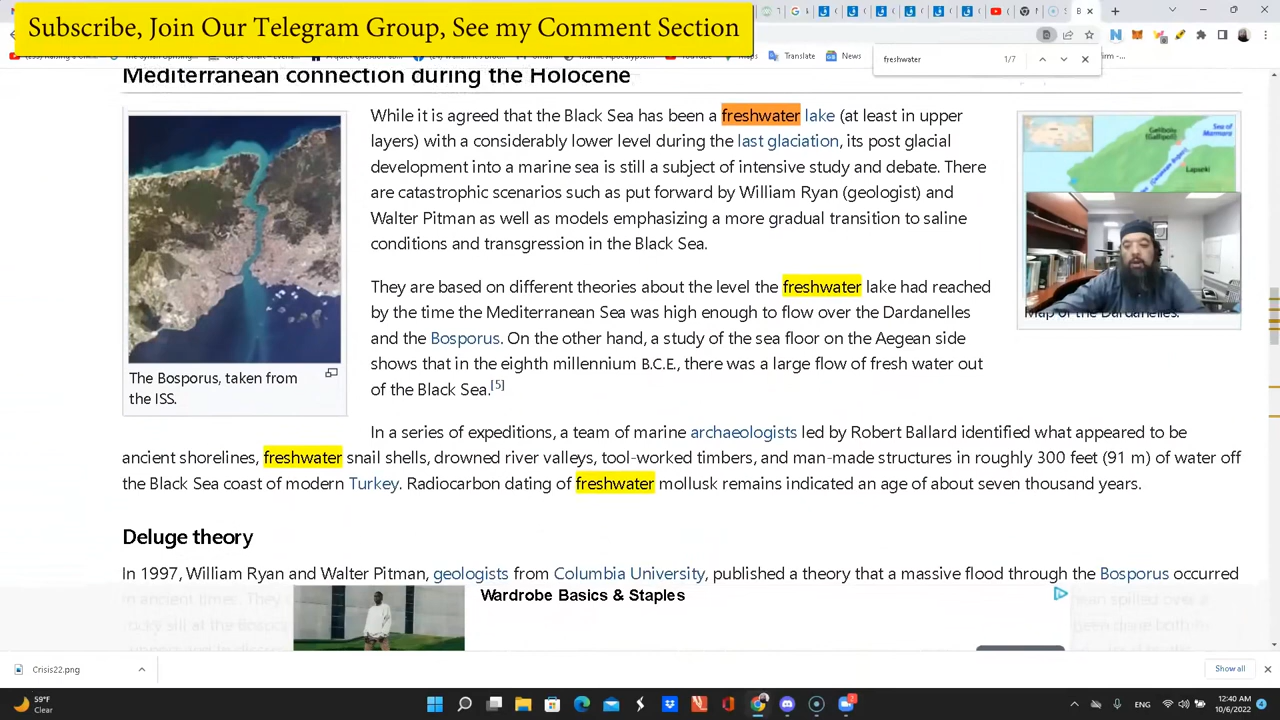 Subscribe, Join Our Telegram Group, See my Comment Section
Translate
News
freshwater
1/7
Mediterranean connection during the Holocene
While it is agreed that the Black Sea has been a freshwater lake (at least in upper
layers) with a considerably lower level during the last glaciation, its post glacial
development into a marine sea is still a subject of intensive study and debate. There
are catastrophic scenarios such as put forward by William Ryan (geologist) and
Walter Pitman as well as models emphasizing a more gradual transition to saline
conditions and transgression in the Black Sea.
Sea of
Marmara
Gallipoli
Lapseki
They are based on different theories about the level the freshwater lake had reached
by the time the Mediterranean Sea was high enough to flow over the Dardanelles
and the Bosporus. On the other hand, a study of the sea floor on the Aegean side
shows that in the eighth millennium B.C.E., there was a large flow of fresh water out
of the Black Sea.[5]
Map of the Dardanelles.
The Bosporus, taken from
the ISS.
In a series of expeditions, a team of marine archaeologists led by Robert Ballard identified what appeared to be
ancient shorelines, freshwater snail shells, drowned river valleys, tool-worked timbers, and man-made structures in roughly 300 feet (91 m) of water off
the Black Sea coast of modern Turkey. Radiocarbon dating of freshwater mollusk remains indicated an age of about seven thousand years.
Deluge theory
In 1997, William Ryan and Walter Pitman, geologists from Columbia University, published a theory that a massive flood through the Bosporus occurred
Wardrobe Basics & Staples
Crisis22.png
Show all
59°F
Clear
ENG
12:40 AM
10/6/2022